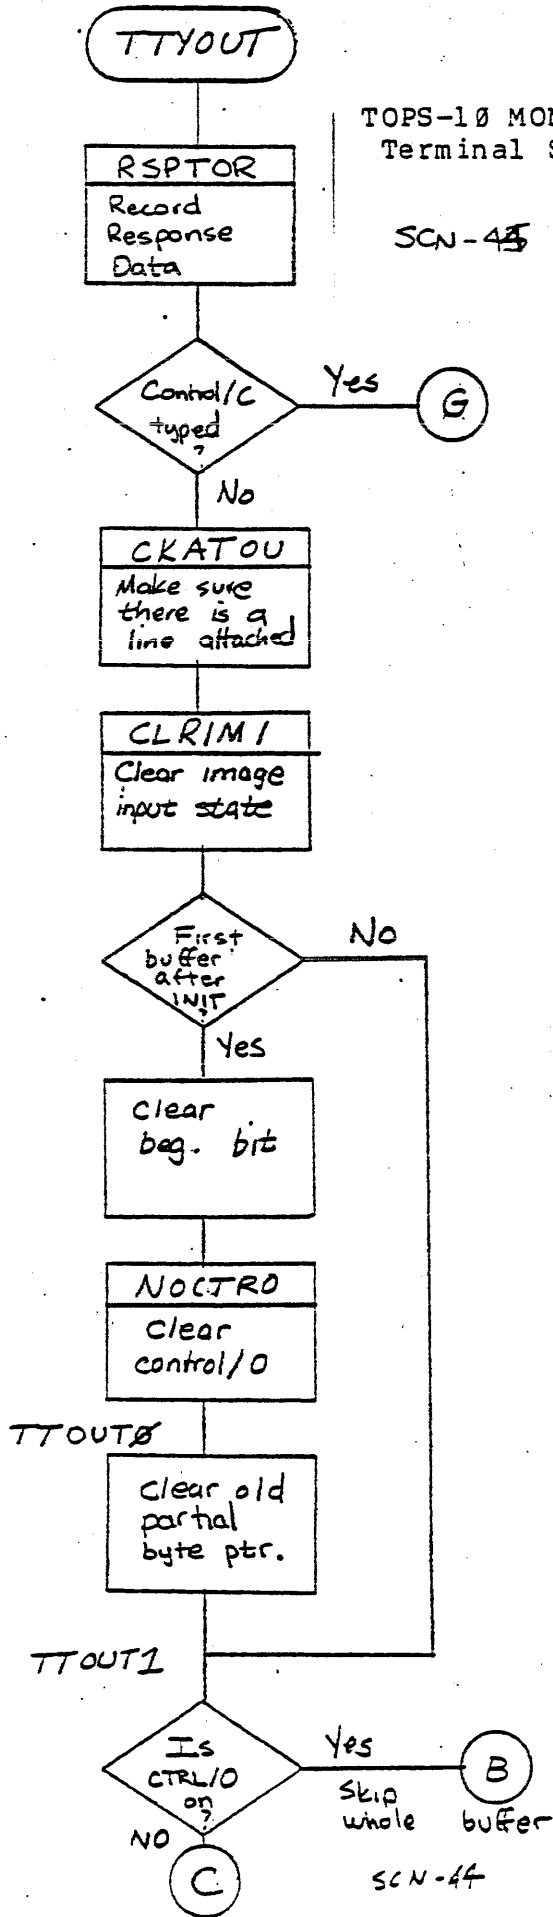 TTYOUT
TOPS-10 MON
Terminal S
SCN-45
RSPTOR
Record
Response
Data
Control/C
typed
?
Yes
G
No
CKATOU
Make sure
there is a
line attached
CLRIMI
Clear image
input state
First
buffer
after
INIT
?
No
Yes
Clear
beg. bit
NOCTRO
Clear
control/O
TTOUT0
Clear old
partial
byte ptr.
TTOUT1
Is
CTRL/O
on
?
Yes
Skip
whole
B
buffer
NO
C
SCN-44